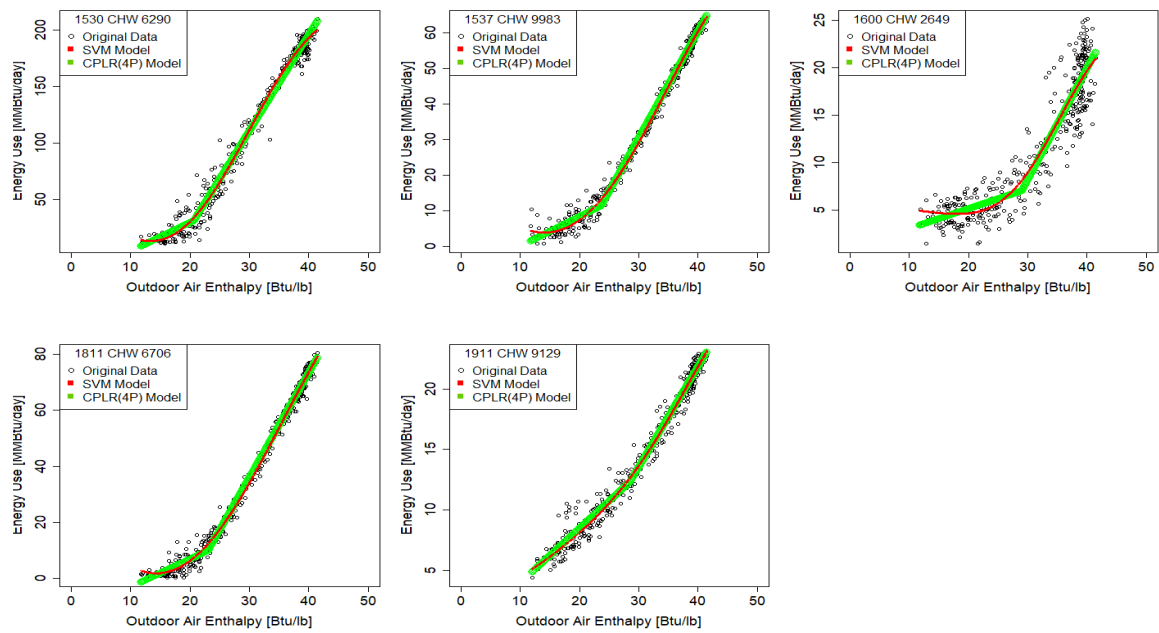 1530 CHW 6290
Original Data
SVM Model
CPLR(4P) Model
Energy Use [MMBtu/day]
50
100
150
200
0
10
20
30
40
50
Outdoor Air Enthalpy [Btu/lb]
1537 CHW 9983
Original Data
SVM Model
CPLR(4P) Model
Energy Use [MMBtu/day]
0
10
20
30
40
50
60
0
10
20
30
40
50
Outdoor Air Enthalpy [Btu/lb]
1600 CHW 2649
Original Data
SVM Model
CPLR(4P) Model
Energy Use [MMBtu/day]
5
10
15
20
25
0
10
20
30
40
50
Outdoor Air Enthalpy [Btu/lb]
1811 CHW 6706
Original Data
SVM Model
CPLR(4P) Model
Energy Use [MMBtu/day]
0
20
40
60
80
0
10
20
30
40
50
Outdoor Air Enthalpy [Btu/lb]
1911 CHW 9129
Original Data
SVM Model
CPLR(4P) Model
Energy Use [MMBtu/day]
5
10
15
20
0
10
20
30
40
50
Outdoor Air Enthalpy [Btu/lb]